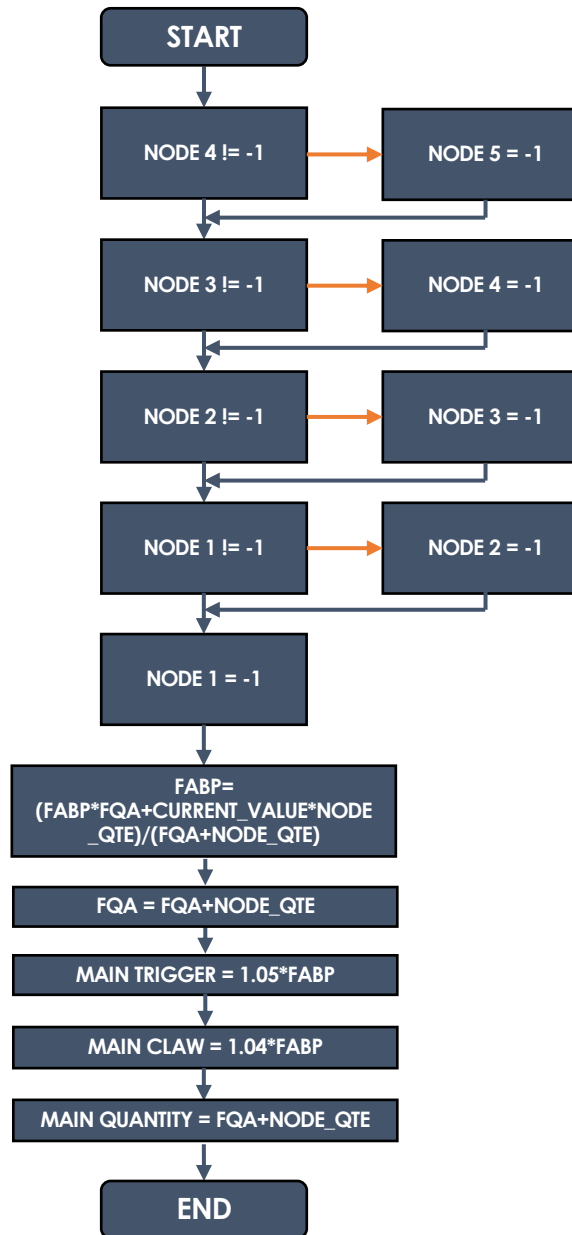 START
NODE 4 != -1
NODE 5 = -1
NODE 3 != -1
NODE 4 = -1
NODE 2 != -1
NODE 3 = -1
NODE 1 != -1
NODE 2 = -1
NODE 1 = -1
FABP=
(FABP*FQA+CURRENT_VALUE*NODE
_QTE)/(FQA+NODE_QTE)
FQA = FQA+NODE_QTE
MAIN TRIGGER = 1.05*FABP
MAIN CLAW = 1.04*FABP
MAIN QUANTITY = FQA+NODE_QTE
END